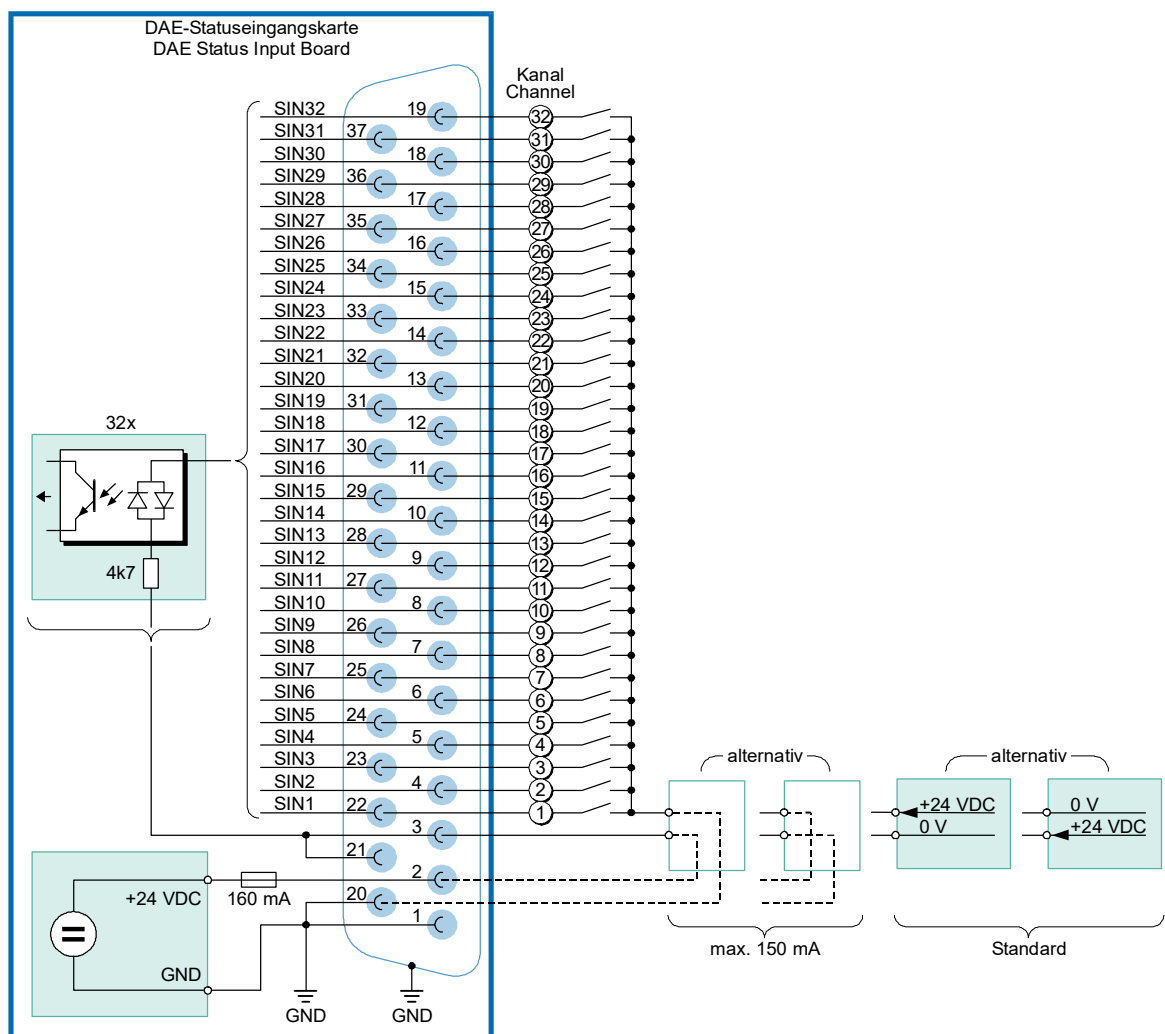 DAE-Statuseingangskarte
DAE Status Input Board
Kanal
Channel
SIN32 19 32
SIN31 37 31
SIN30 18 30
SIN29 36 29
SIN28 17 28
SIN27 35 27
SIN26 16 26
SIN25 34 25
SIN24 15 24
SIN23 33 23
SIN22 14 22
SIN21 32 21
SIN20 13 20
SIN19 31 19
SIN18 12 18
SIN17 30 17
SIN16 11 16
SIN15 29 15
SIN14 10 14
SIN13 28 13
SIN12 9 12
SIN11 27 11
SIN10 8 10
SIN9 26 9
SIN8 7 8
SIN7 25 7
SIN6 6 6
SIN5 24 5
SIN4 5 4
SIN3 23 3
SIN2 4 2
SIN1 22 1
3
21
2
20
1
32x
4k7
+24 VDC
160 mA
GND
GND
GND
alternativ
max. 150 mA
alternativ
+24 VDC
0 V
0 V
+24 VDC
Standard